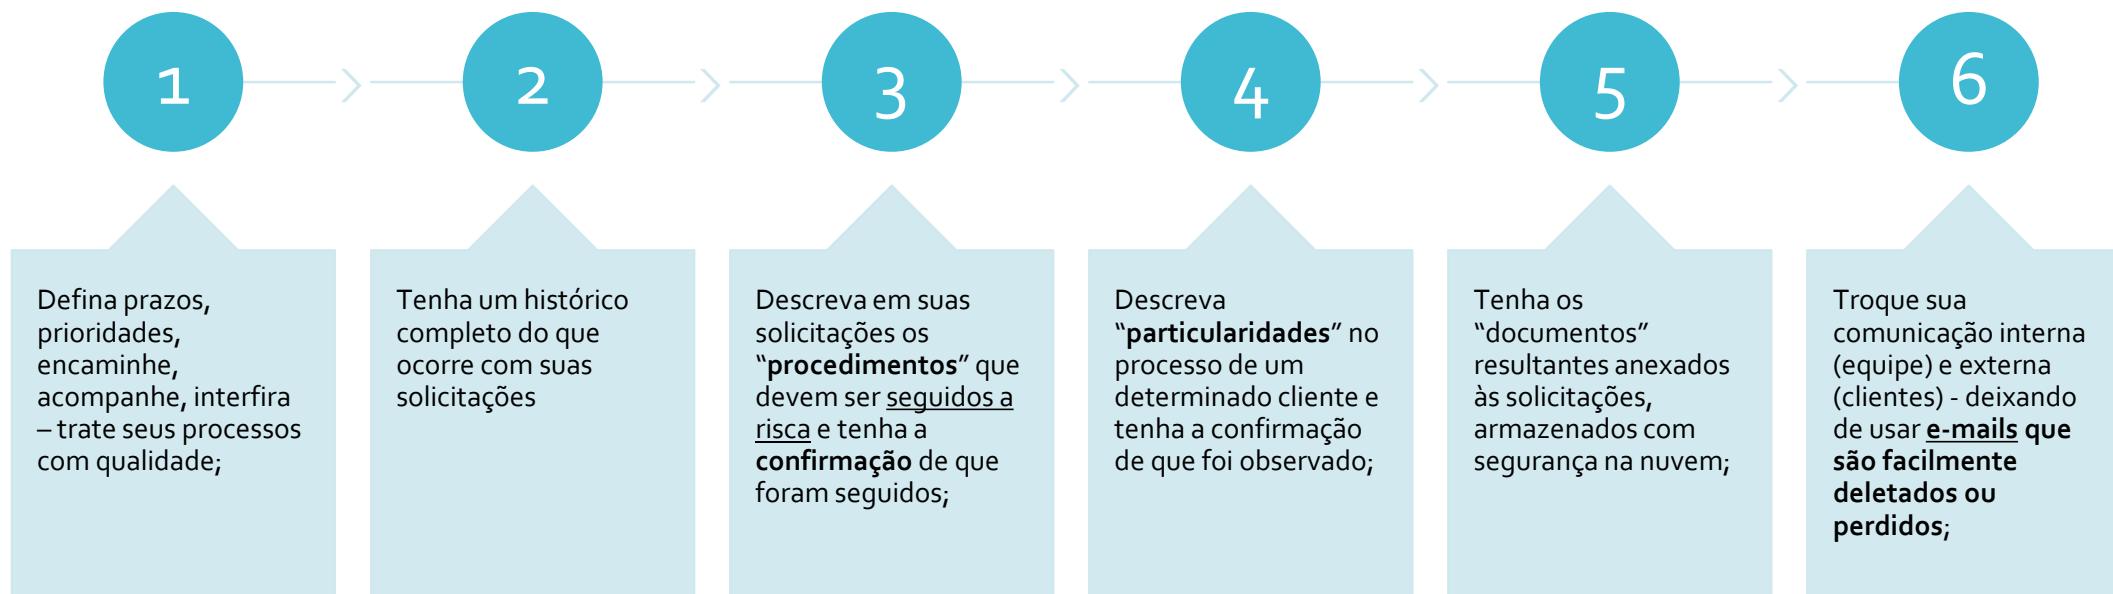 1
2
3
4
5
6
Defina prazos,
prioridades,
encaminhe,
acompanhe, interfira
– trate seus processos
com qualidade;
Tenha um histórico
completo do que
ocorre com suas
solicitações
Descreva em suas
solicitações os
“procedimentos” que
devem ser seguidos a
risca e tenha a
confirmação de que
foram seguidos;
Descreva
“particularidades” no
processo de um
determinado cliente e
tenha a confirmação
de que foi observado;
Tenha os
“documentos”
resultantes anexados
às solicitações,
armazenados com
segurança na nuvem;
Troque sua
comunicação interna
(equipe) e externa
(clientes) - deixando
de usar e-mails que
são facilmente
deletados ou
perdidos;